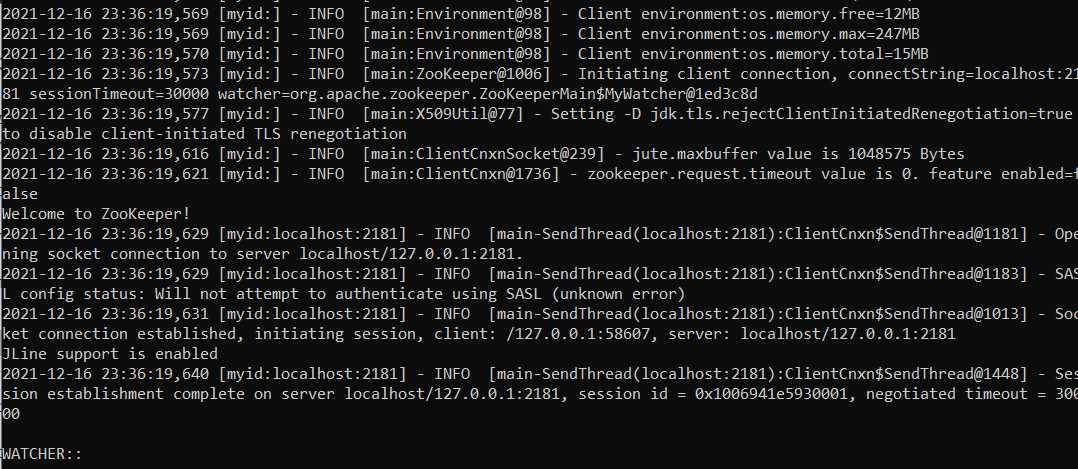 2021-12-16 23:36:19,569 [myid:] - INFO  [main:Environment@98] - Client environment:os.memory.free=12MB
2021-12-16 23:36:19,569 [myid:] - INFO  [main:Environment@98] - Client environment:os.memory.max=247MB
2021-12-16 23:36:19,570 [myid:] - INFO  [main:Environment@98] - Client environment:os.memory.total=15MB
2021-12-16 23:36:19,573 [myid:] - INFO  [main:ZooKeeper@1006] - Initiating client connection, connectString=localhost:21
81 sessionTimeout=30000 watcher=org.apache.zookeeper.ZooKeeperMain$MyWatcher@1ed3c8d
2021-12-16 23:36:19,577 [myid:] - INFO  [main:X509Util@77] - Setting -D jdk.tls.rejectClientInitiatedRenegotiation=true
to disable client-initiated TLS renegotiation
2021-12-16 23:36:19,616 [myid:] - INFO  [main:ClientCnxnSocket@239] - jute.maxbuffer value is 1048575 Bytes
2021-12-16 23:36:19,621 [myid:] - INFO  [main:ClientCnxn@1736] - zookeeper.request.timeout value is 0. feature enabled=f
alse
Welcome to ZooKeeper!
2021-12-16 23:36:19,629 [myid:localhost:2181] - INFO  [main-SendThread(localhost:2181):ClientCnxn$SendThread@1181] - Ope
ning socket connection to server localhost/127.0.0.1:2181.
2021-12-16 23:36:19,629 [myid:localhost:2181] - INFO  [main-SendThread(localhost:2181):ClientCnxn$SendThread@1183] - SAS
L config status: Will not attempt to authenticate using SASL (unknown error)
2021-12-16 23:36:19,631 [myid:localhost:2181] - INFO  [main-SendThread(localhost:2181):ClientCnxn$SendThread@1013] - Soc
ket connection established, initiating session, client: /127.0.0.1:58607, server: localhost/127.0.0.1:2181
JLine support is enabled
2021-12-16 23:36:19,640 [myid:localhost:2181] - INFO  [main-SendThread(localhost:2181):ClientCnxn$SendThread@1448] - Ses
sion establishment complete on server localhost/127.0.0.1:2181, session id = 0x1006941e5930001, negotiated timeout = 300
00
WATCHER::